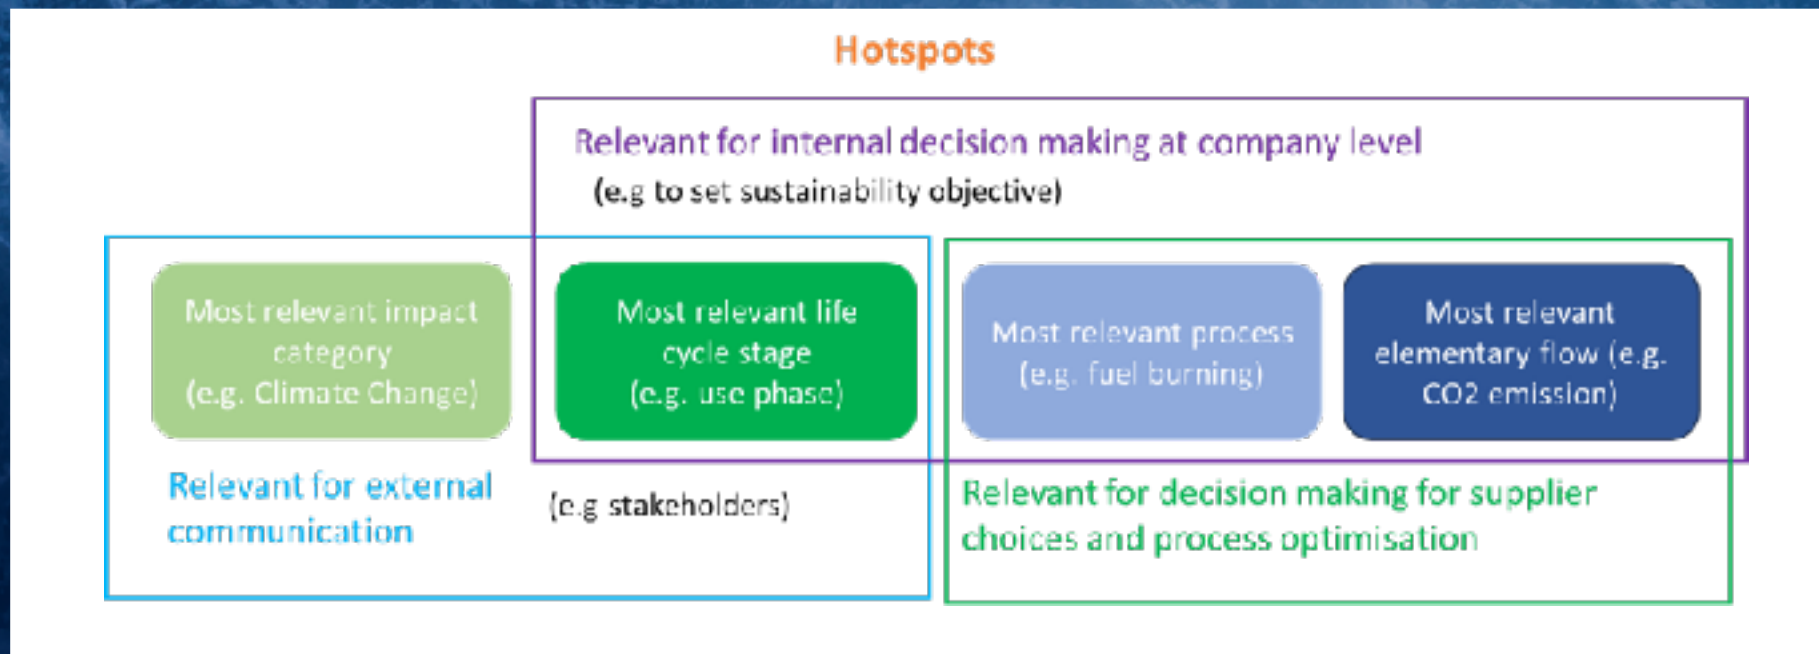 Hotspots
Relevant for internal decision making at company level
(e.g to set sustainability objective)
Most relevant impact
category
(e.g. Climate Change)
Most relevant life
cycle stage
(e.g. use phase)
Most relevant process
(e.g. fuel burning)
Most relevant
elementary flow (e.g.
CO2 emission)
Relevant for external
communication
(e.g stakeholders)
Relevant for decision making for supplier
choices and process optimisation